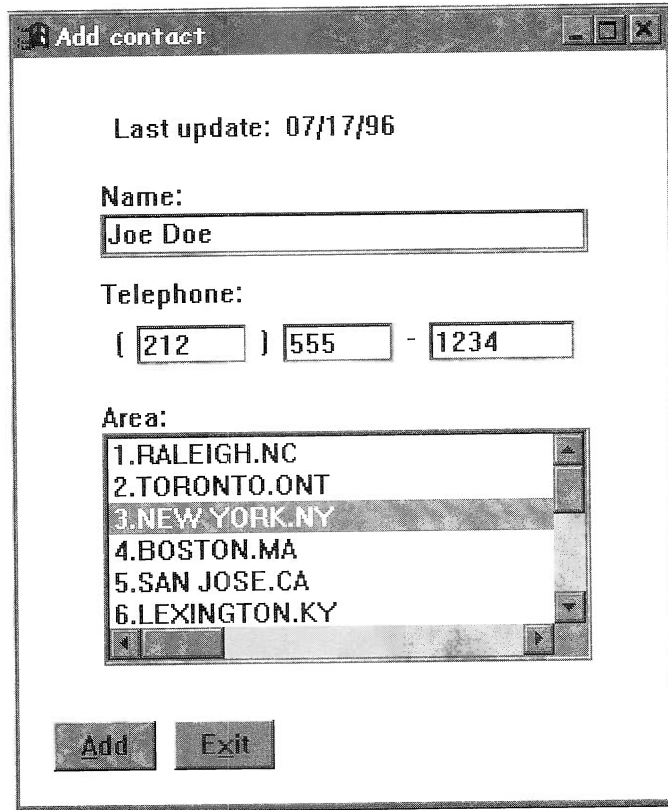 Add contact
Last update: 07/17/96
Name:
Joe Doe
Telephone:
( 212 ) 555 - 1234
Area:
1.RALEIGH.NC
2.TORONTO.ONT
3.NEW YORK.NY
4.BOSTON.MA
5.SAN JOSE.CA
6.LEXINGTON.KY
Add Exit